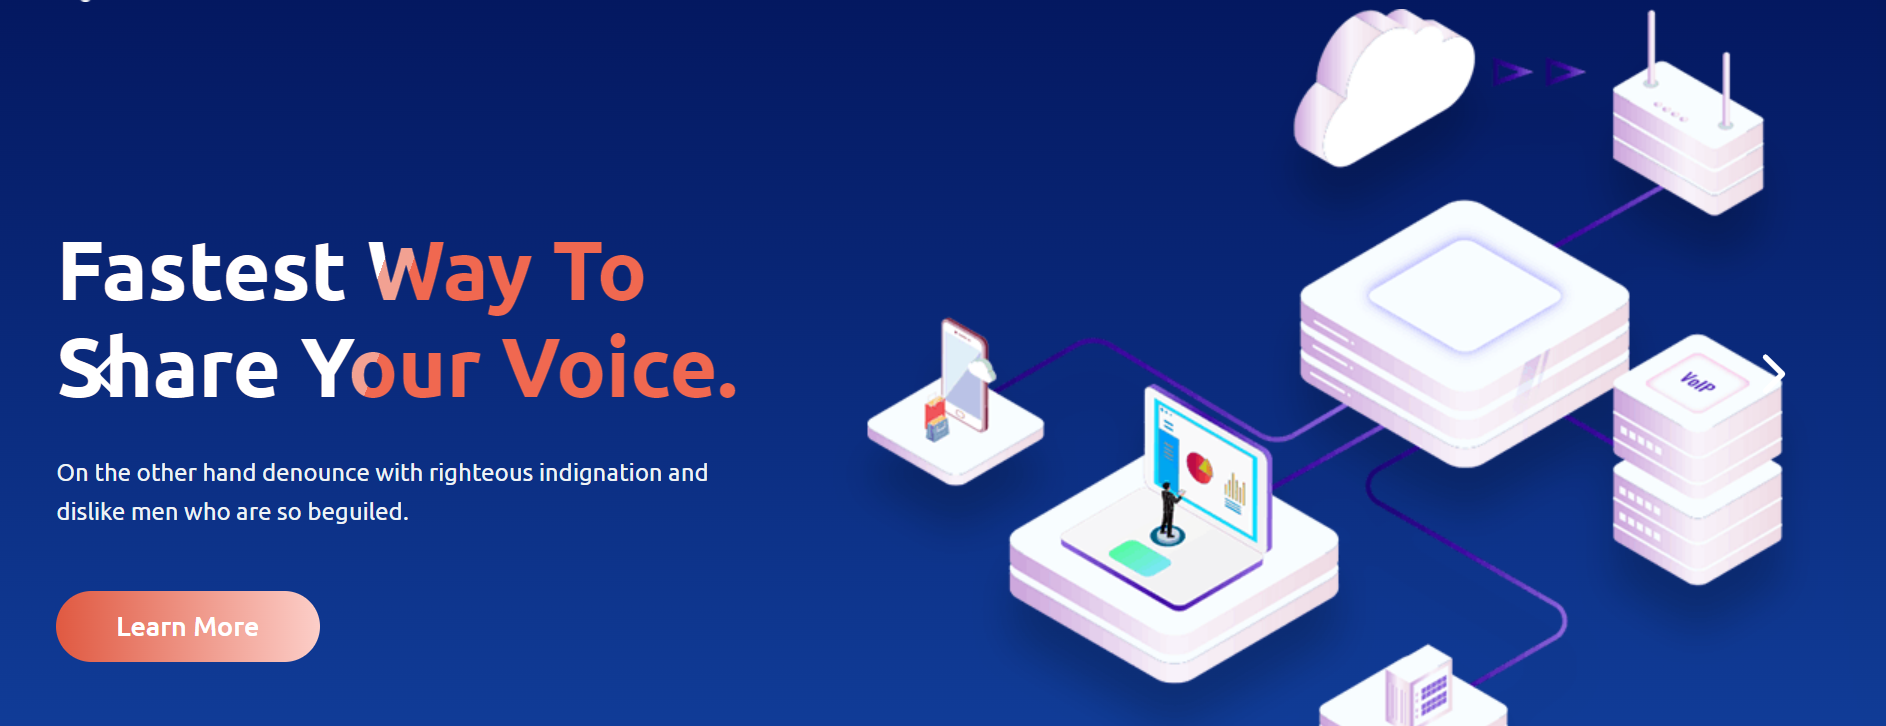 Fastest Way To
Share Your Voice.
On the other hand denounce with righteous indignation and
dislike men who are so beguiled.
Learn More
VoIP